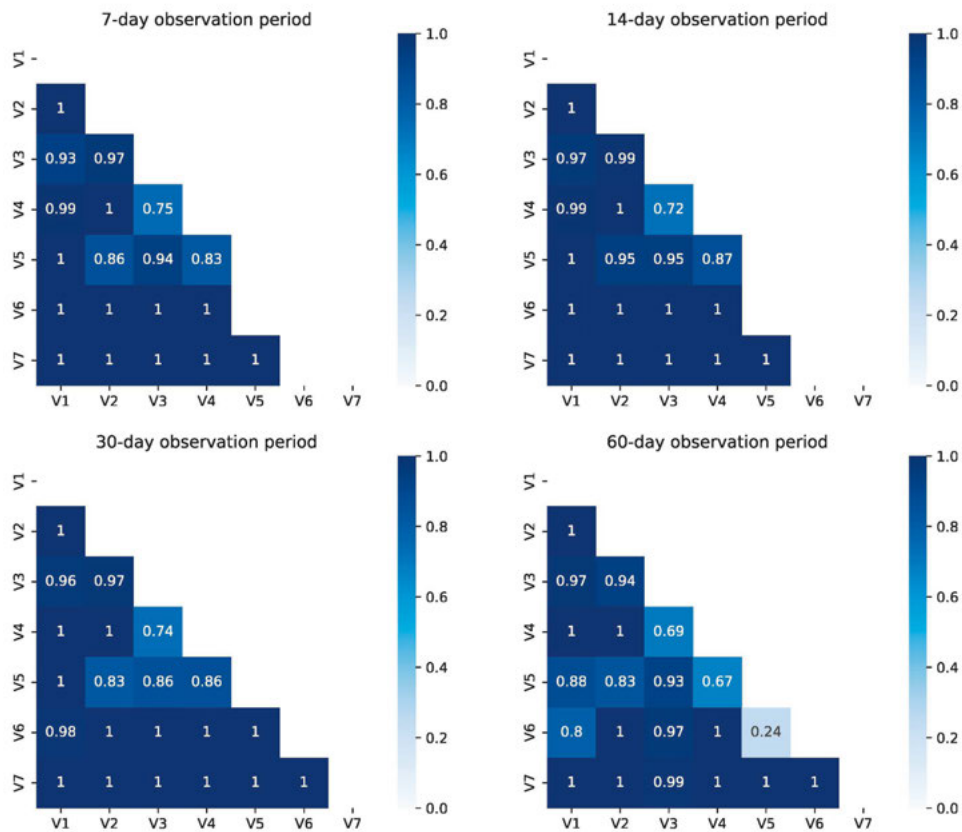 7-day observation period
V1
V2
V3
V4
V5
V6
V7
1
0.93 0.97
0.99 1 0.75
1 0.86 0.94 0.83
1 1 1 1
1 1 1 1 1
V1 V2 V3 V4 V5 V6 V7
1.0
0.8
0.6
0.4
0.2
0.0
14-day observation period
V1
V2
V3
V4
V5
V6
V7
1
0.97 0.99
0.99 1 0.72
1 0.95 0.95 0.87
1 1 1 1
1 1 1 1 1
V1 V2 V3 V4 V5 V6 V7
1.0
0.8
0.6
0.4
0.2
0.0
30-day observation period
V1
V2
V3
V4
V5
V6
V7
1
0.96 0.97
1 1 0.74
1 0.83 0.86 0.86
0.98 1 1 1 1
1 1 1 1 1 1
V1 V2 V3 V4 V5 V6 V7
1.0
0.8
0.6
0.4
0.2
0.0
60-day observation period
V1
V2
V3
V4
V5
V6
V7
1
0.97 0.94
1 1 0.69
0.88 0.83 0.93 0.67
0.8 1 0.97 1 0.24
1 1 0.99 1 1 1
V1 V2 V3 V4 V5 V6 V7
1.0
0.8
0.6
0.4
0.2
0.0